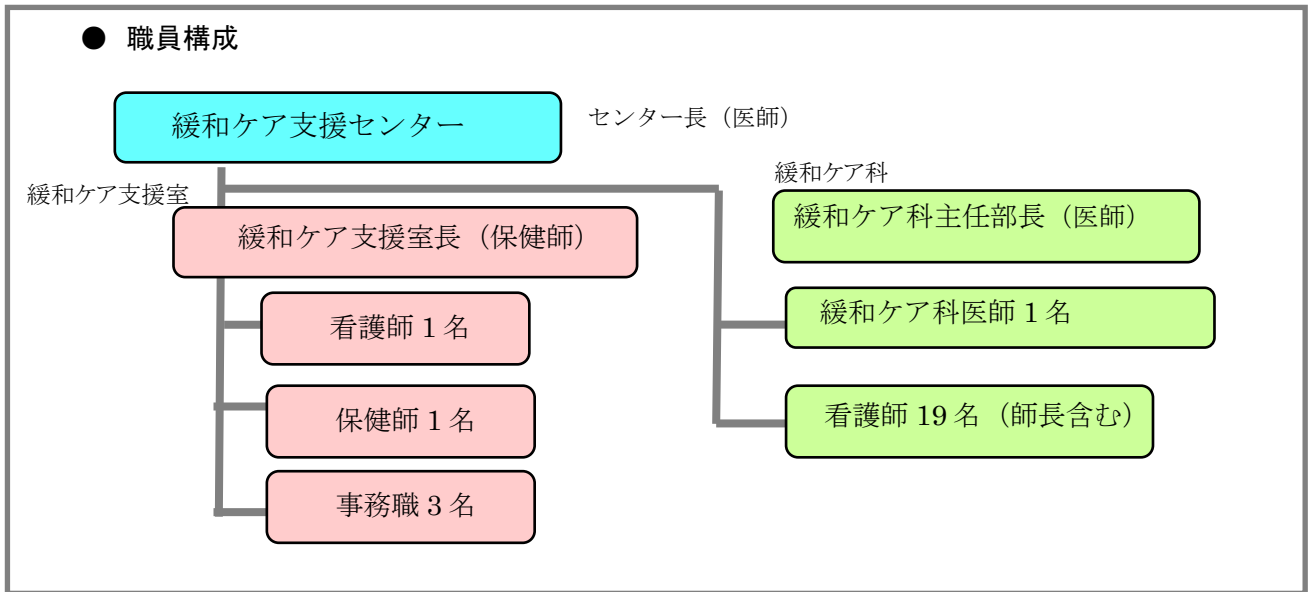 ● 職員構成
緩和ケア支援センター
センター長（医師）
緩和ケア支援室
緩和ケア支援室長（保健師）
看護師 1 名
保健師 1 名
事務職 3 名
緩和ケア科
緩和ケア科主任部長（医師）
緩和ケア科医師 1 名
看護師 19 名（師長含む）